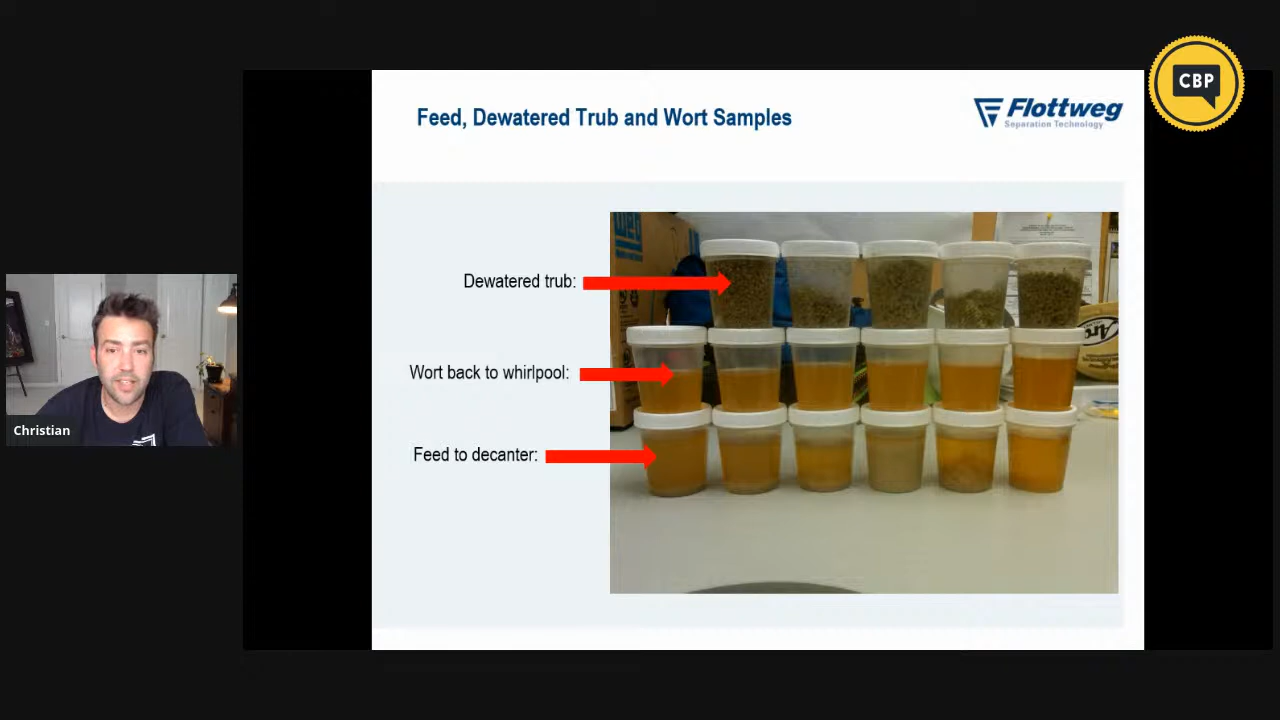 CBP
Feed, Dewatered Trub and Wort Samples
Flottweg
Separation Technology
Dewatered trub:
Wort back to whirlpool:
Feed to decanter:
Christian